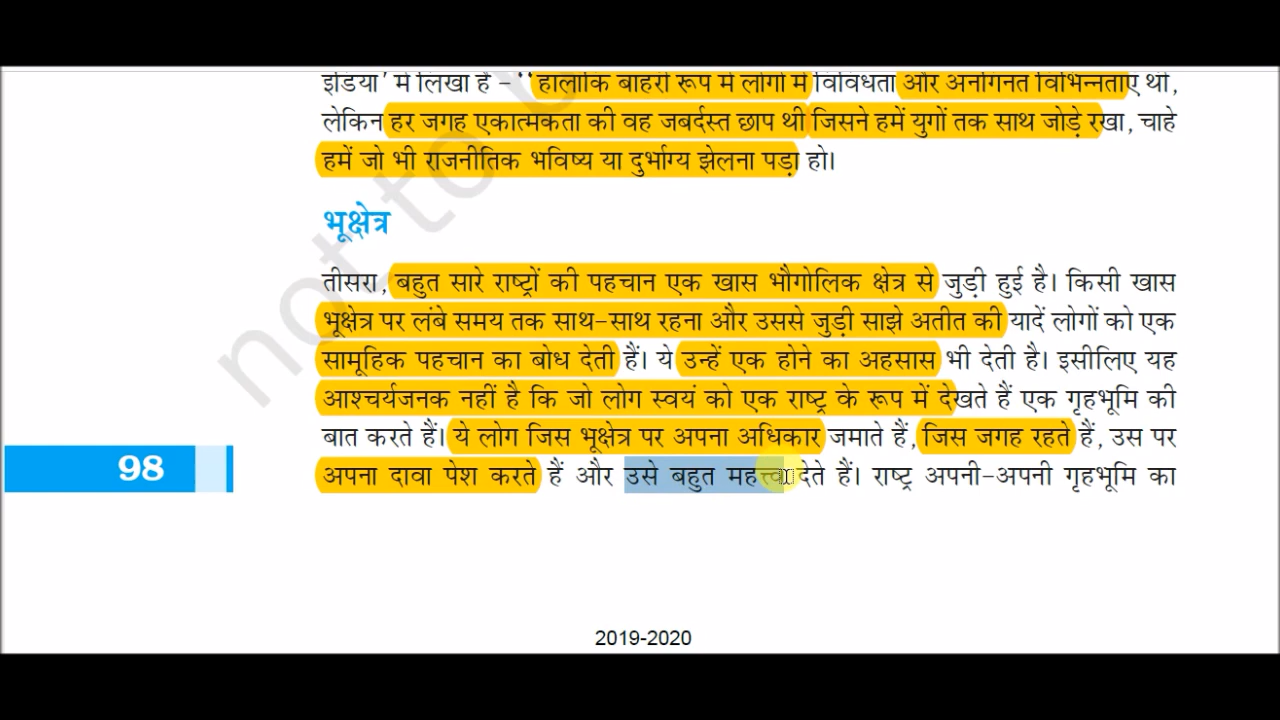 इंडिया' में लिखा है – "हालाँकि बाहरी रूप में लोगों में विविधता और अनगिनत विभिन्नताएँ थीं,
लेकिन हर जगह एकात्मकता की वह जबर्दस्त छाप थी जिसने हमें युगों तक साथ जोड़े रखा, चाहे
हमें जो भी राजनीतिक भविष्य या दुर्भाग्य झेलना पड़ा हो।
भूक्षेत्र
तीसरा, बहुत सारे राष्ट्रों की पहचान एक खास भौगोलिक क्षेत्र से जुड़ी हुई है। किसी खास
भूक्षेत्र पर लंबे समय तक साथ-साथ रहना और उससे जुड़ी साझे अतीत की यादें लोगों को एक
सामूहिक पहचान का बोध देती हैं। ये उन्हें एक होने का अहसास भी देती है। इसीलिए यह
आश्चर्यजनक नहीं है कि जो लोग स्वयं को एक राष्ट्र के रूप में देखते हैं एक गृहभूमि की
बात करते हैं। ये लोग जिस भूक्षेत्र पर अपना अधिकार जमाते हैं, जिस जगह रहते हैं, उस पर
98
अपना दावा पेश करते हैं और उसे बहुत महत्त्व देते हैं। राष्ट्र अपनी-अपनी गृहभूमि का
2019-2020
not to